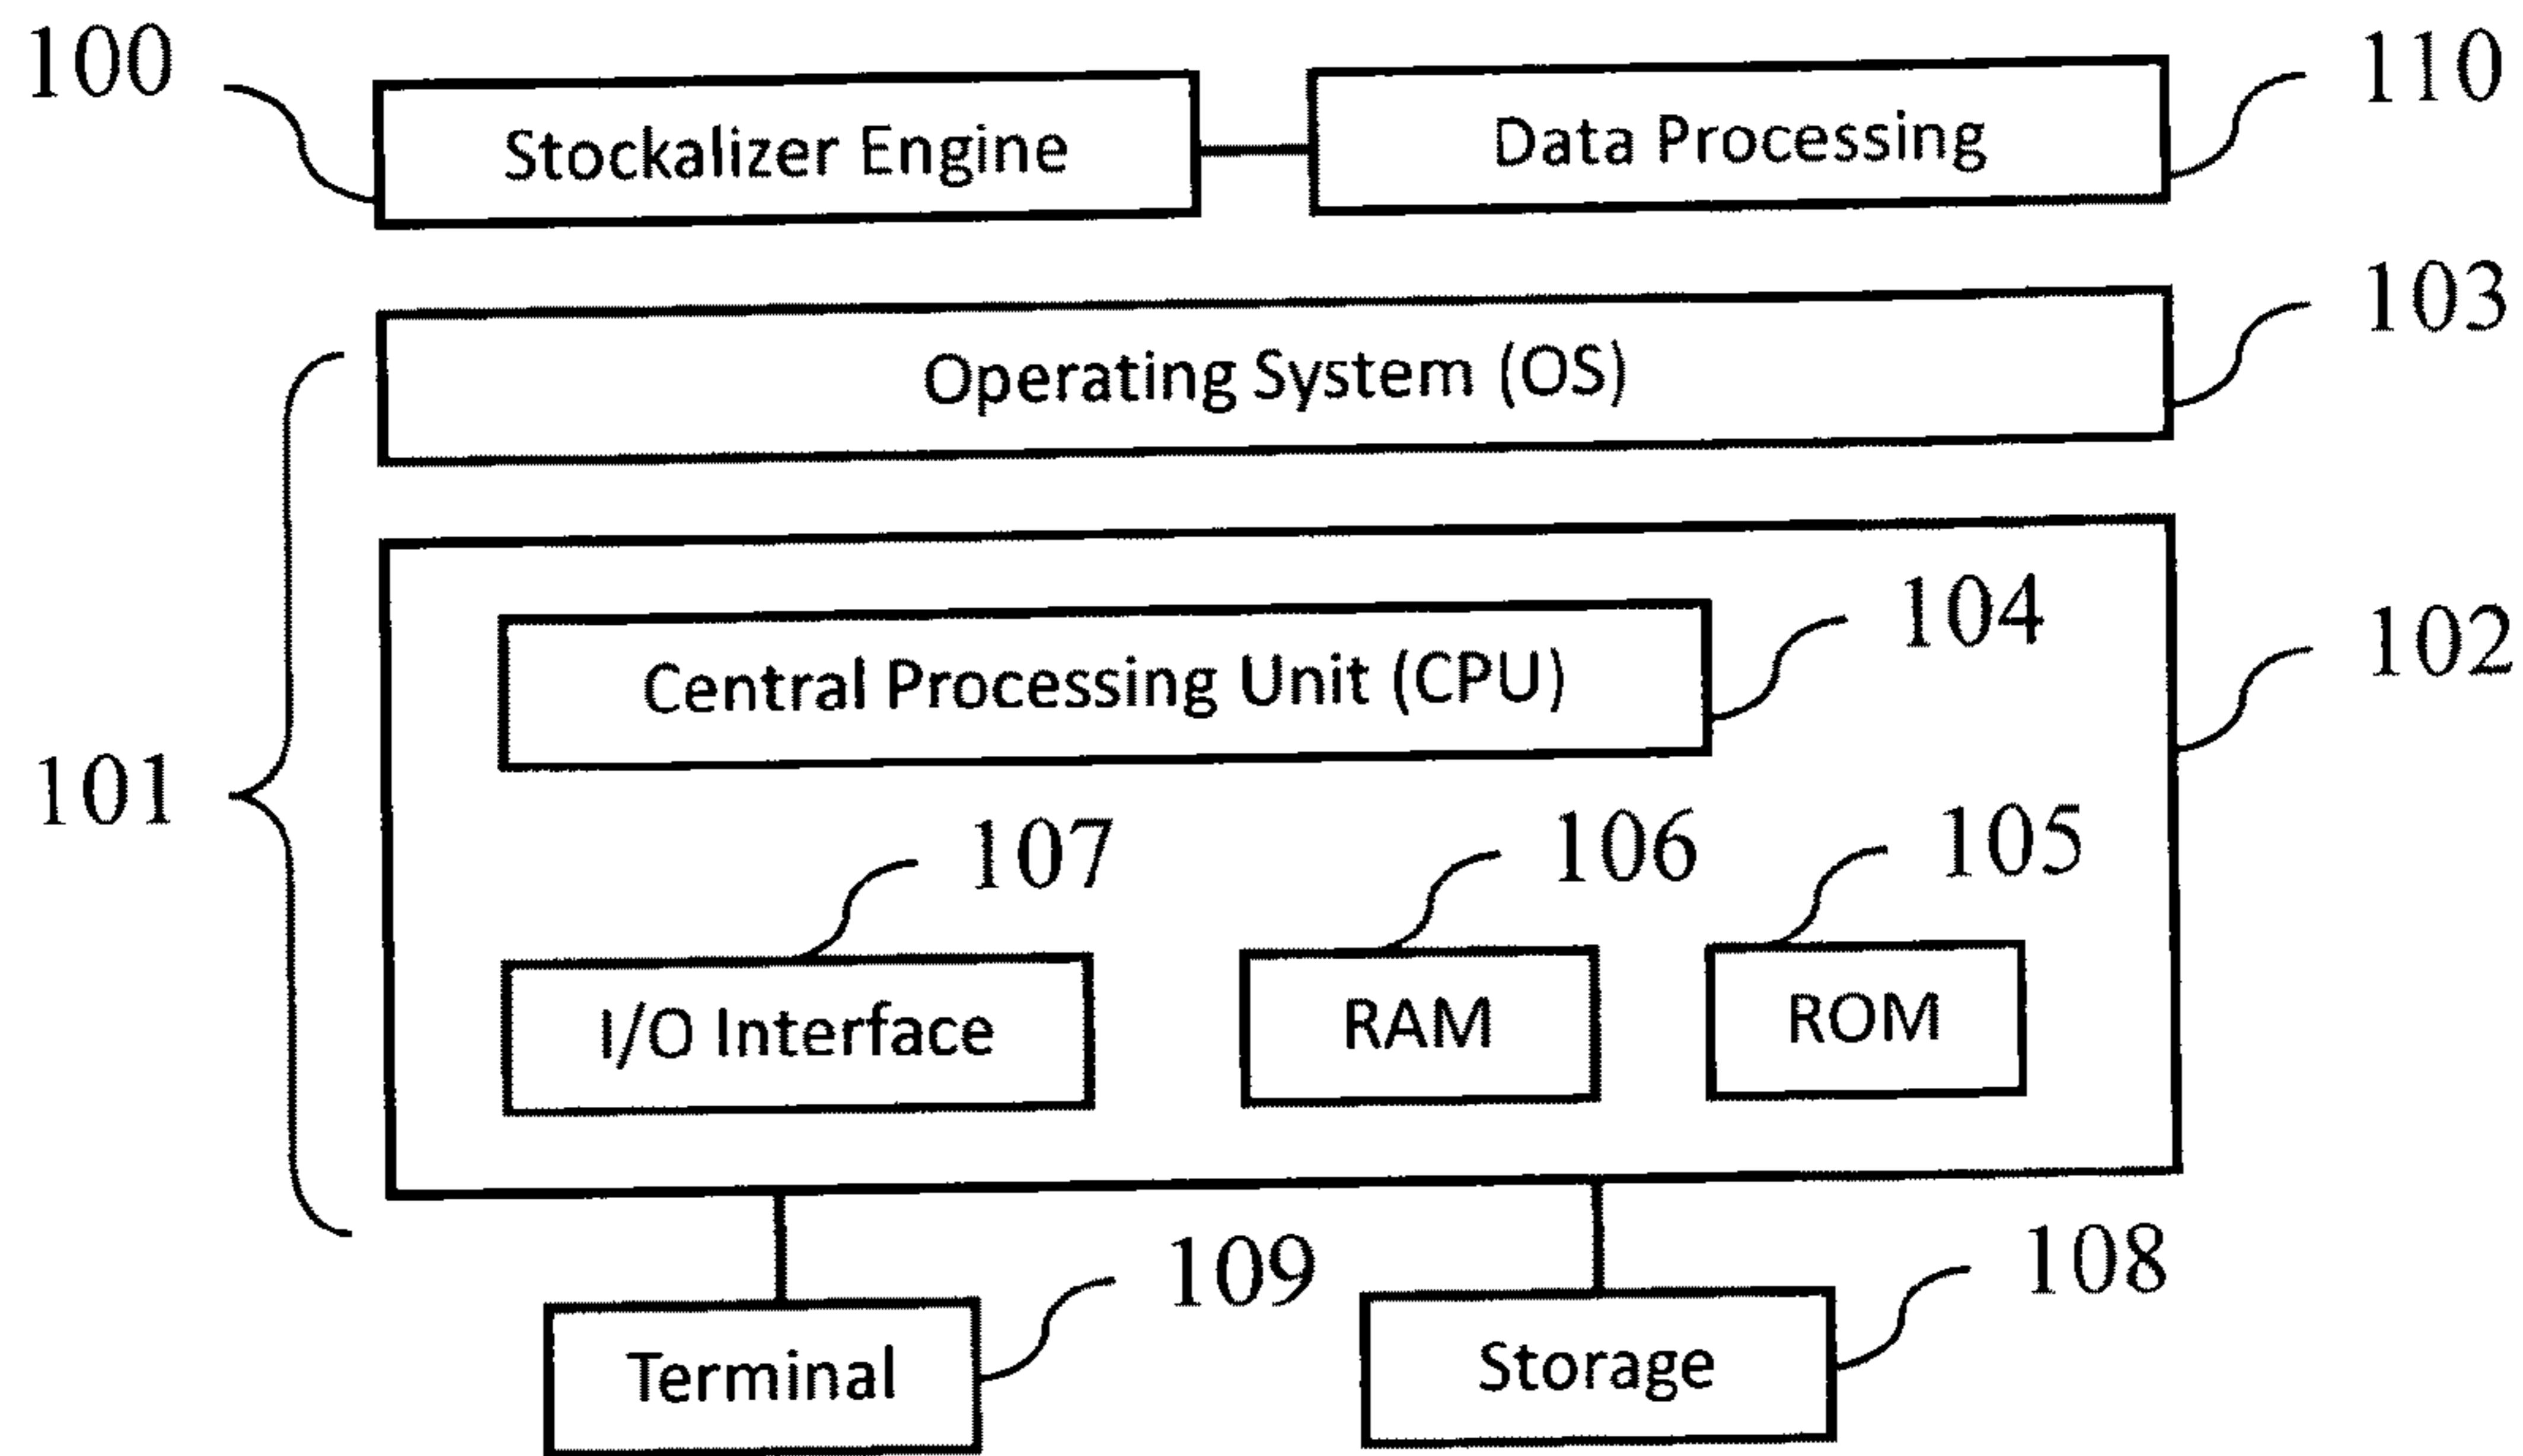 100
Stockalizer Engine
Data Processing
110
Operating System (OS)
103
Central Processing Unit (CPU)
104
102
101
107
106
105
I/O Interface
RAM
ROM
109
108
Terminal
Storage